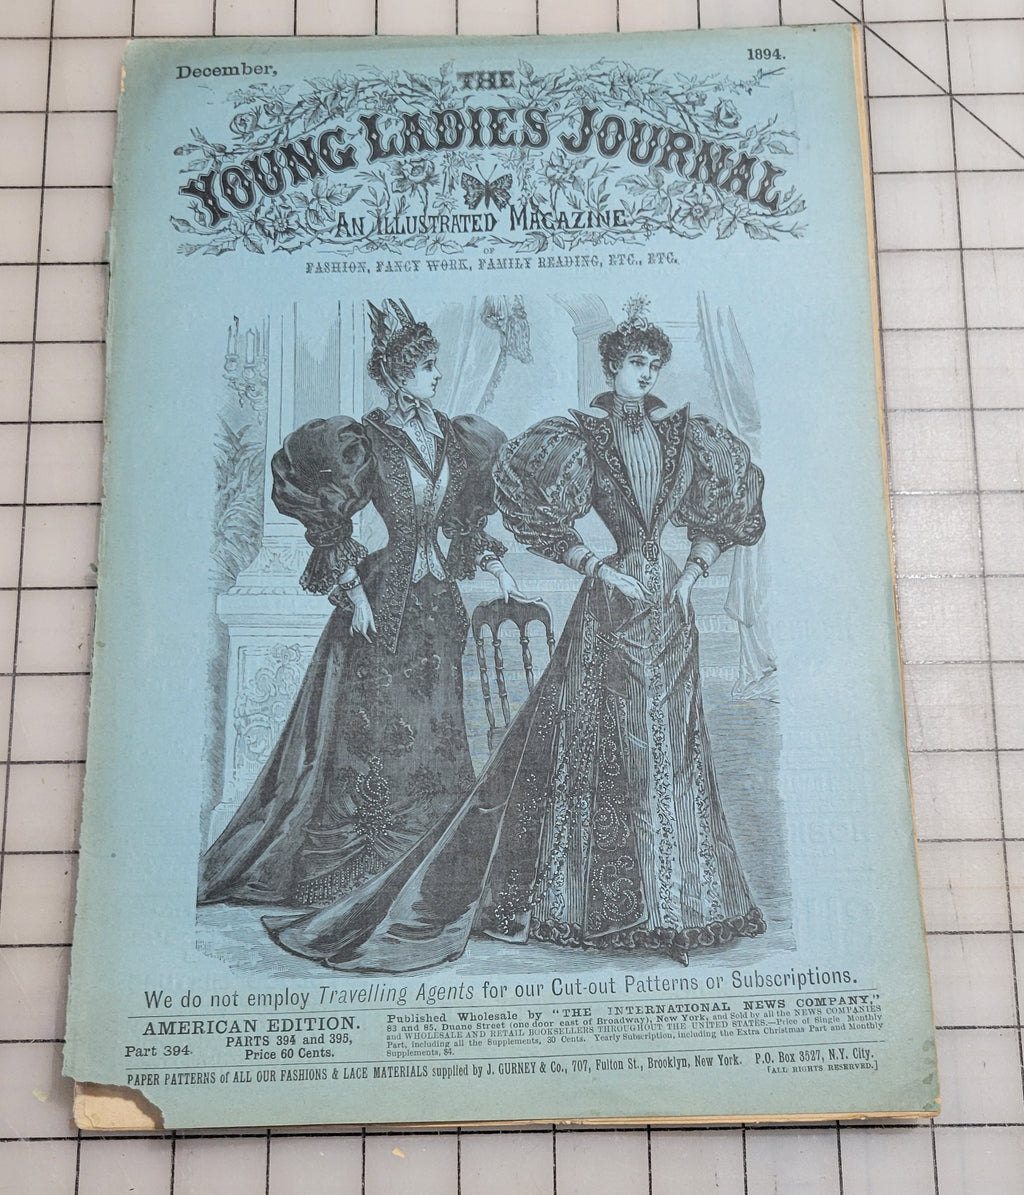 December,
1894.
THE
YOUNG LADIES JOURNAL
AN ILLUSTRATED MAGAZINE
OF
FASHION, FANCY WORK, FAMILY READING, ETC., ETC.
We do not employ Travelling Agents for our Cut-out Patterns or Subscriptions.
AMERICAN EDITION.
PARTS 394 and 395,
Part 394.
Price 60 Cents.
Published Wholesale by "THE INTERNATIONAL NEWS COMPANY,"
83 and 85, Duane Street (one door east of Broadway), New York, and Sold by all the NEWS COMPANIES
and WHOLESALE AND RETAIL BOOKSELLERS THROUGHOUT THE UNITED STATES.—Price of Single Monthly
Part, including all the Supplements, 30 Cents. Yearly Subscription, including the Extra Christmas Part and Monthly
Supplements, $4.
PAPER PATTERNS of ALL OUR FASHIONS & LACE MATERIALS supplied by J. GURNEY & Co., 707, Fulton St., Brooklyn, New York. P.O. Box 3527, N.Y. City.
[ALL RIGHTS RESERVED.]